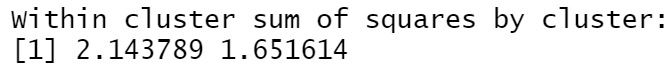 Within cluster sum of squares by cluster:
[1] 2.143789 1.651614